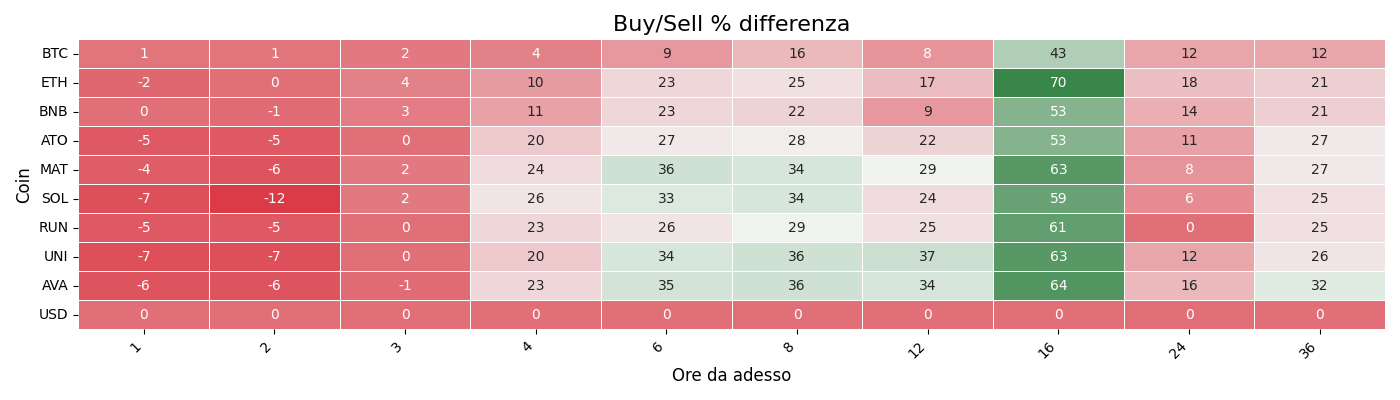 Buy/Sell % differenza
Coin
BTC 1 1 2 4 9 16 8 43 12 12
ETH -2 0 4 10 23 25 17 70 18 21
BNB 0 -1 3 11 23 22 9 53 14 21
ATO -5 -5 0 20 27 28 22 53 11 27
MAT -4 -6 2 24 36 34 29 63 8 27
SOL -7 -12 2 26 33 34 24 59 6 25
RUN -5 -5 0 23 26 29 25 61 0 25
UNI -7 -7 0 20 34 36 37 63 12 26
AVA -6 -6 -1 23 35 36 34 64 16 32
USD 0 0 0 0 0 0 0 0 0 0
1 2 3 4 6 8 12 16 24 36
Ore da adesso